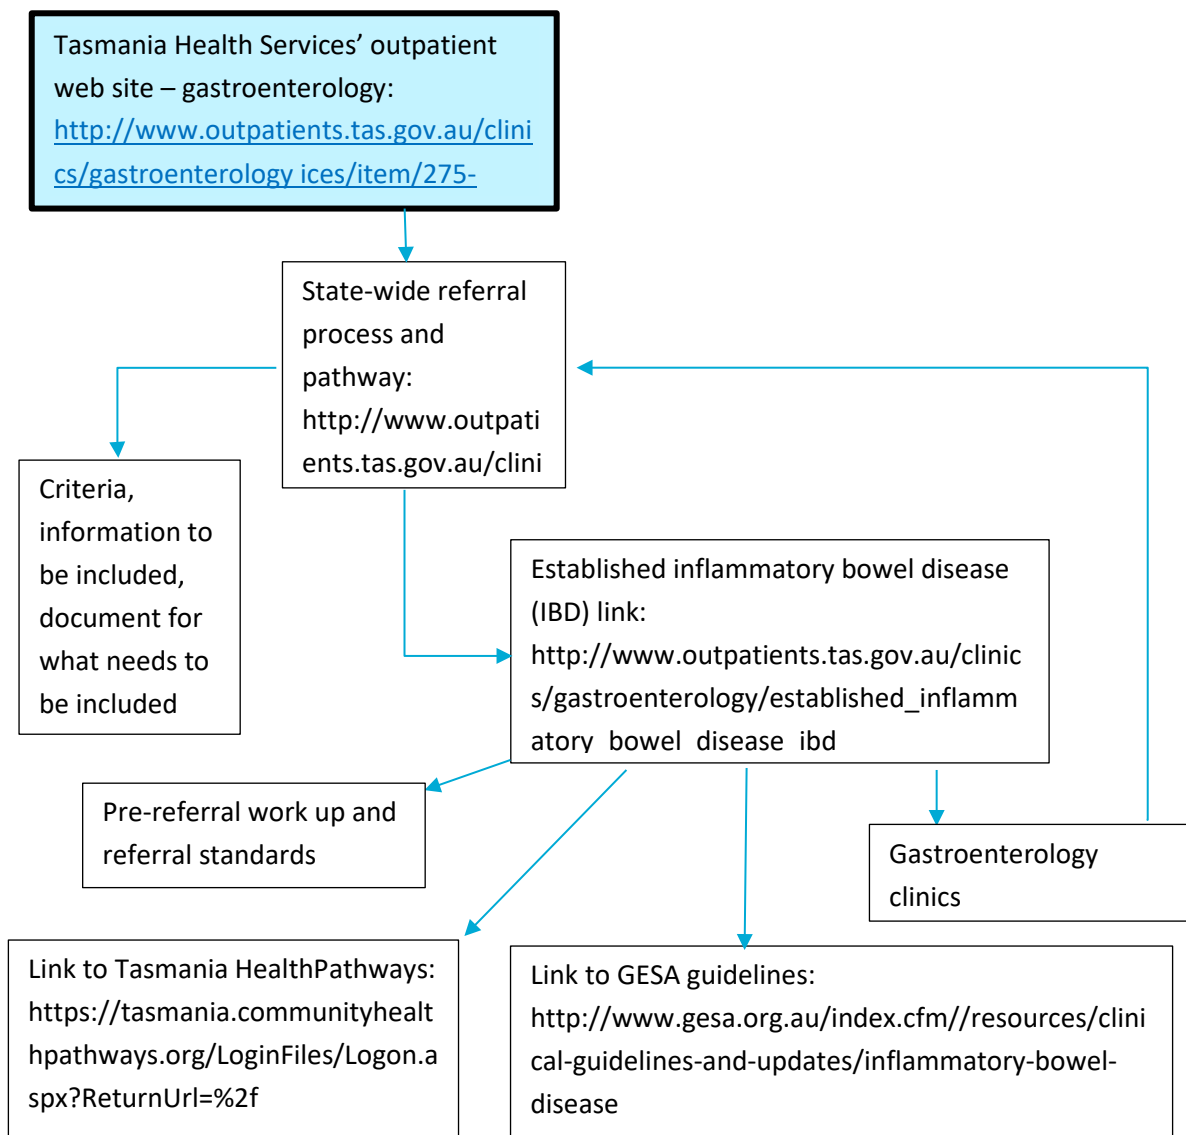 Tasmania Health Services’ outpatient
web site – gastroenterology:
http://www.outpatients.tas.gov.au/clini
cs/gastroenterology ices/item/275-
State-wide referral
process and
pathway:
http://www.outpati
ents.tas.gov.au/clini
Criteria,
information to
be included,
document for
what needs to
be included
Established inflammatory bowel disease
(IBD) link:
http://www.outpatients.tas.gov.au/clinic
s/gastroenterology/established_inflamm
atory_bowel_disease_ibd
Pre-referral work up and
referral standards
Gastroenterology
clinics
Link to Tasmania HealthPathways:
https://tasmania.communityhealt
hpathways.org/LoginFiles/Logon.a
spx?ReturnUrl=%2f
Link to GESA guidelines:
http://www.gesa.org.au/index.cfm//resources/clini
cal-guidelines-and-updates/inflammatory-bowel-
disease